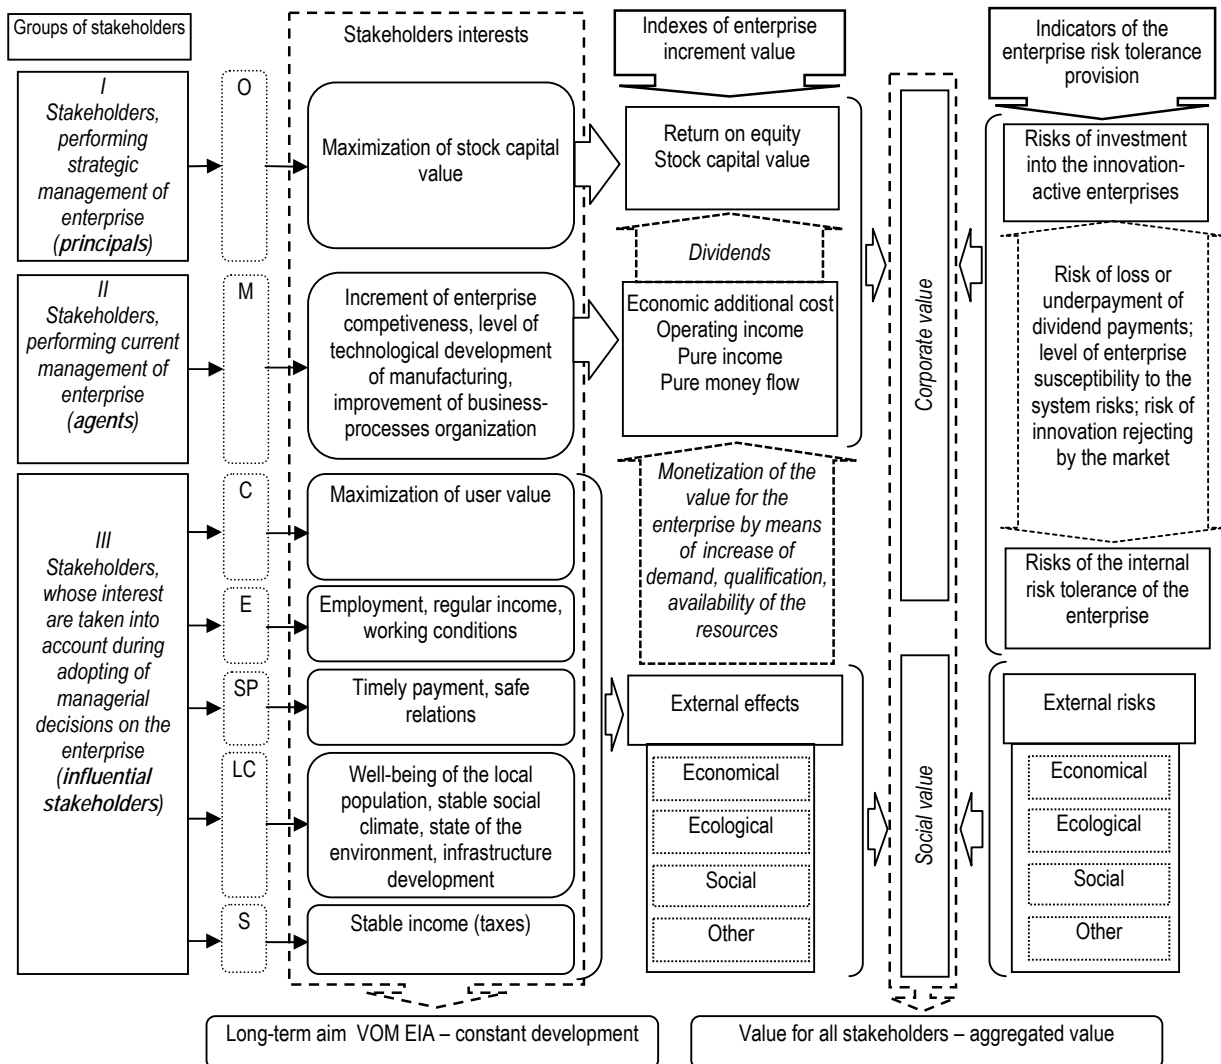 Groups of stakeholders
I
Stakeholders,
performing
strategic
management of
enterprise
(principals)
II
Stakeholders,
performing current
management of
enterprise
(agents)
III
Stakeholders,
whose interest
are taken into
account during
adopting of
managerial
decisions on the
enterprise
(influential
stakeholders)
O
M
C
E
SP
LC
S
Stakeholders interests
Maximization of stock capital
value
Increment of enterprise
competiveness, level of
technological development
of manufacturing,
improvement of business-
processes organization
Maximization of user value
Employment, regular income,
working conditions
Timely payment, safe
relations
Well-being of the local
population, stable social
climate, state of the
environment, infrastructure
development
Stable income (taxes)
Indexes of enterprise
increment value
Return on equity
Stock capital value
Dividends
Economic additional cost
Operating income
Pure income
Pure money flow
Monetization of the
value for the
enterprise by means
of increase of
demand, qualification,
availability of the
resources
External effects
Economical
Ecological
Social
Other
Corporate value
Social value
Indicators of the
enterprise risk tolerance
provision
Risks of investment
into the innovation-
active enterprises
Risk of loss or
underpayment of
dividend payments;
level of enterprise
susceptibility to the
system risks; risk of
innovation rejecting
by the market
Risks of the internal
risk tolerance of the
enterprise
External risks
Economical
Ecological
Social
Other
Long-term aim VOM EIA – constant development
Value for all stakeholders – aggregated value